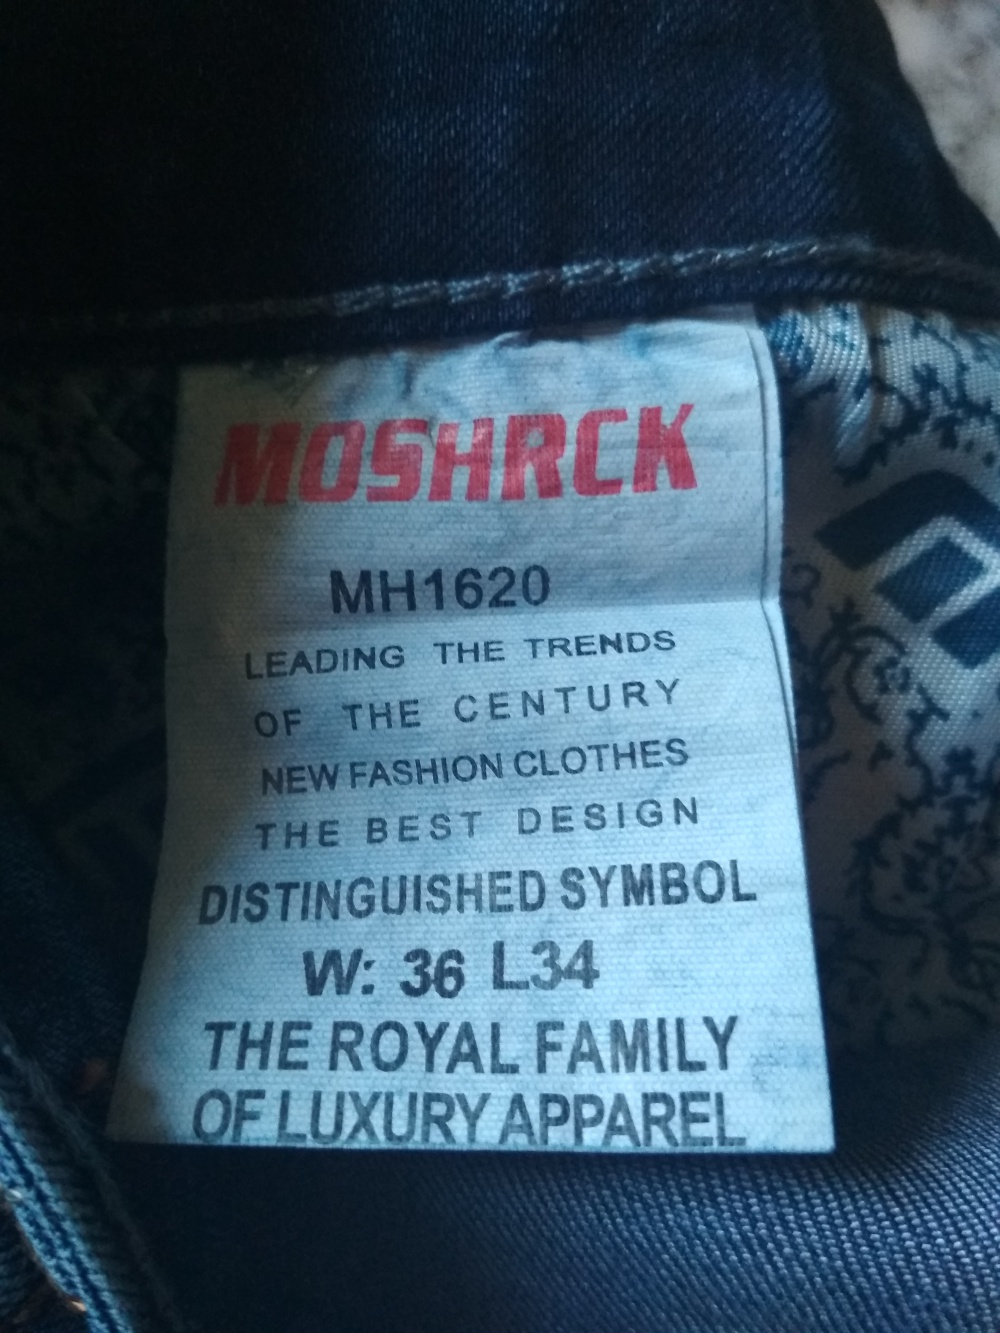 MOSHRCK
MH1620
LEADING THE TRENDS
OF THE CENTURY
NEW FASHION CLOTHES
THE BEST DESIGN
DISTINGUISHED SYMBOL
W: 36 L34
THE ROYAL FAMILY
OF LUXURY APPAREL